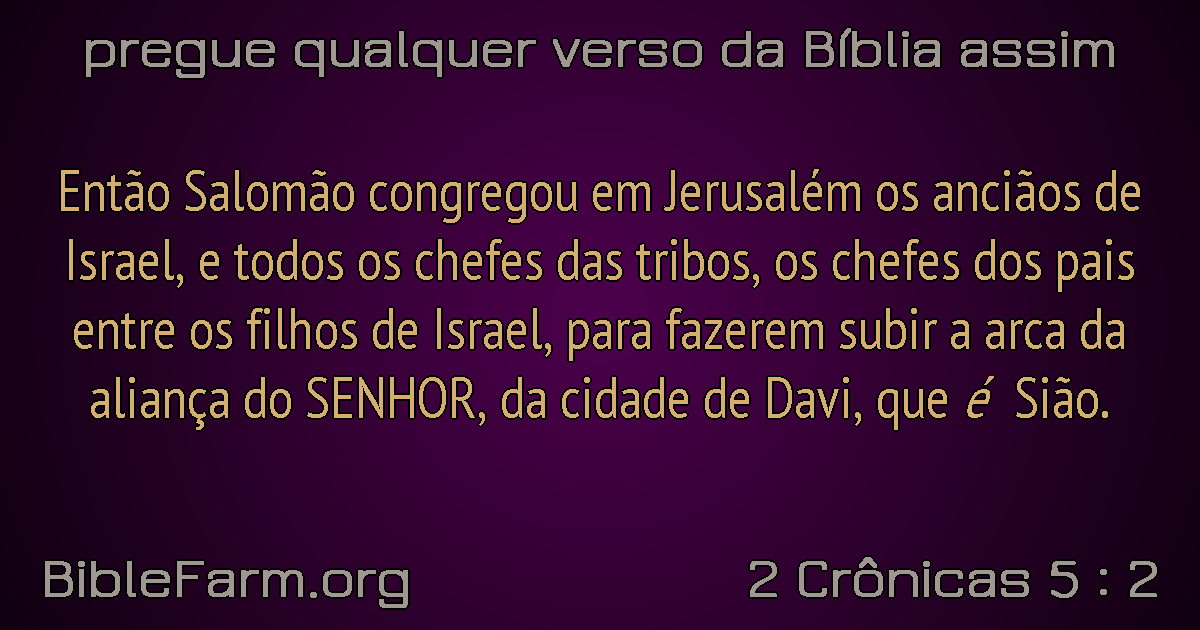 pregue qualquer verso da Bíblia assim
Então Salomão congregou em Jerusalém os anciãos de
Israel, e todos os chefes das tribos, os chefes dos pais
entre os filhos de Israel, para fazerem subir a arca da
aliança do SENHOR, da cidade de Davi, que é Sião.
BibleFarm.org
2 Crônicas 5 : 2